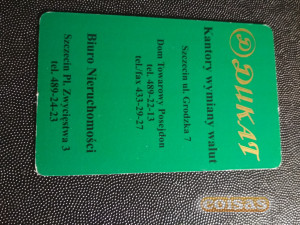 DUKAT
Kantory wymiany walut
Szczecin ul. Grodzka 7
Dom Towarowy Posejdon
tel. 489-22-13
tel/fax 433-29-27
Biuro Nieruchomości
Szczecin Pl. Zwycięstwa 3
tel. 489-24-23
coisas